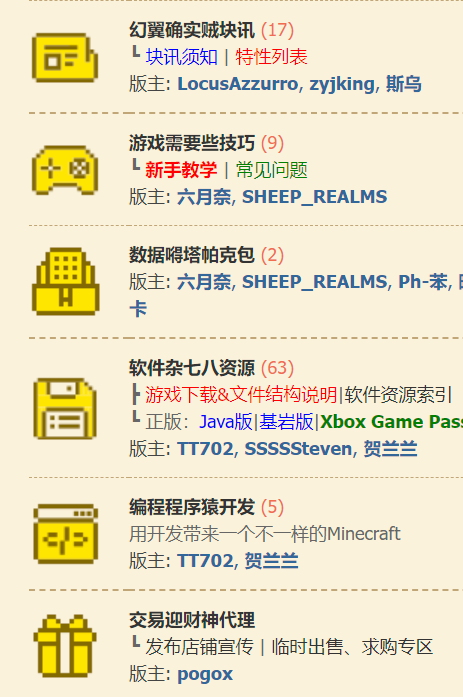 幻翼确实贼块讯 (17)
┗ 块讯须知 | 特性列表
版主: LocusAzzurro, zyjking, 斯乌
游戏需要些技巧 (9)
┗ 新手教学 | 常见问题
版主: 六月奈, SHEEP_REALMS
数据嘚塔帕克包 (2)
版主: 六月奈, SHEEP_REALMS, Ph-苯,
卡
软件杂七八资源 (63)
┣ 游戏下载&文件结构说明|软件资源索引
┗ 正版：Java版|基岩版|Xbox Game Pass
版主: TT702, SSSSSteven, 贺兰兰
编程程序猿开发 (5)
用开发带来一个不一样的Minecraft
版主: TT702, 贺兰兰
交易迎财神代理
┗ 发布店铺宣传 | 临时出售、求购专区
版主: pogox